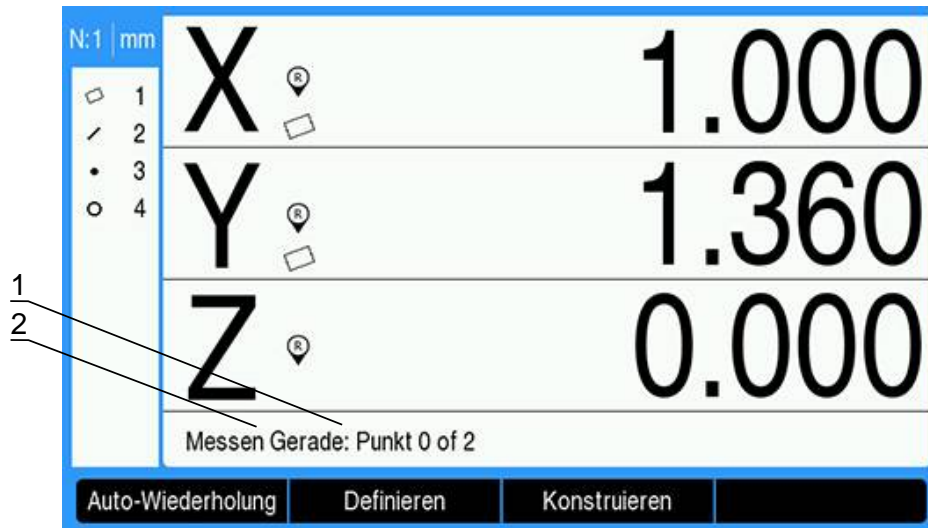 N:1 mm
1
2
3
4
X R 1.000
Y R 1.360
Z R 0.000
1
2
Messen Gerade: Punkt 0 of 2
Auto-Wiederholung Definieren Konstruieren